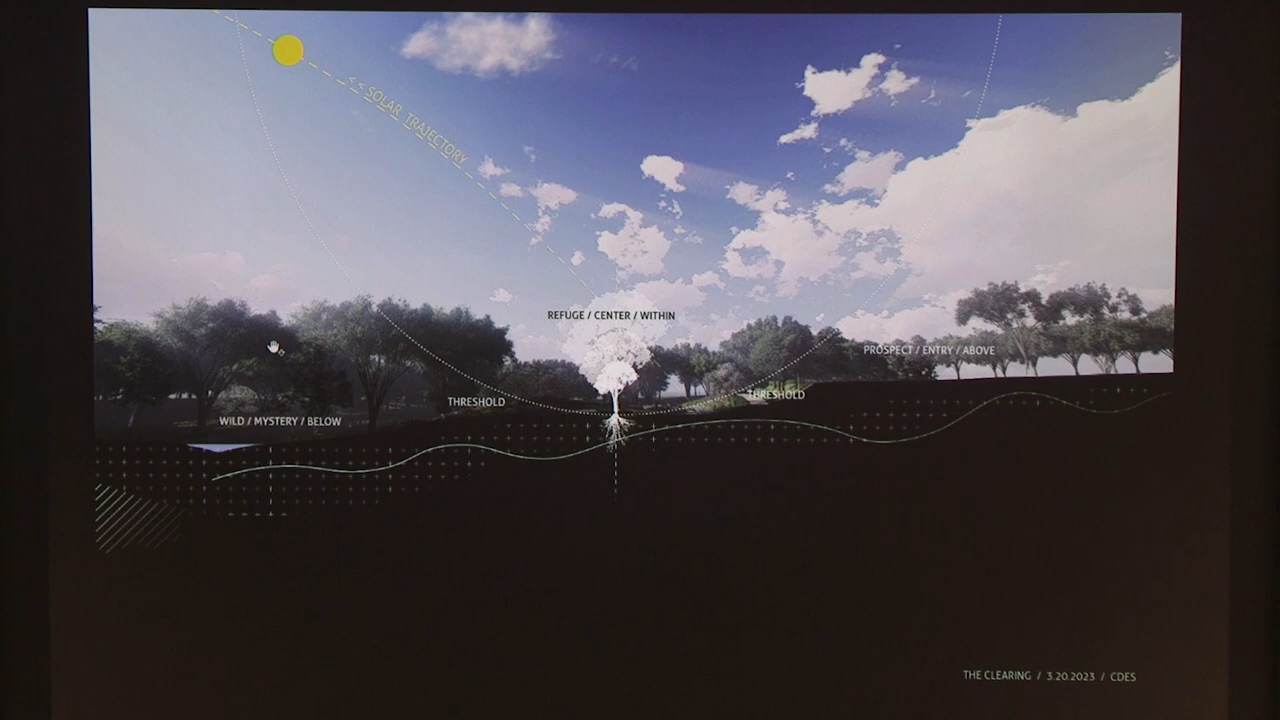 << SOLAR TRAJECTORY
REFUGE / CENTER / WITHIN
PROSPECT / ENTRY / ABOVE
THRESHOLD
THRESHOLD
WILD / MYSTERY / BELOW
THE CLEARING / 3.20.2023 / CDES